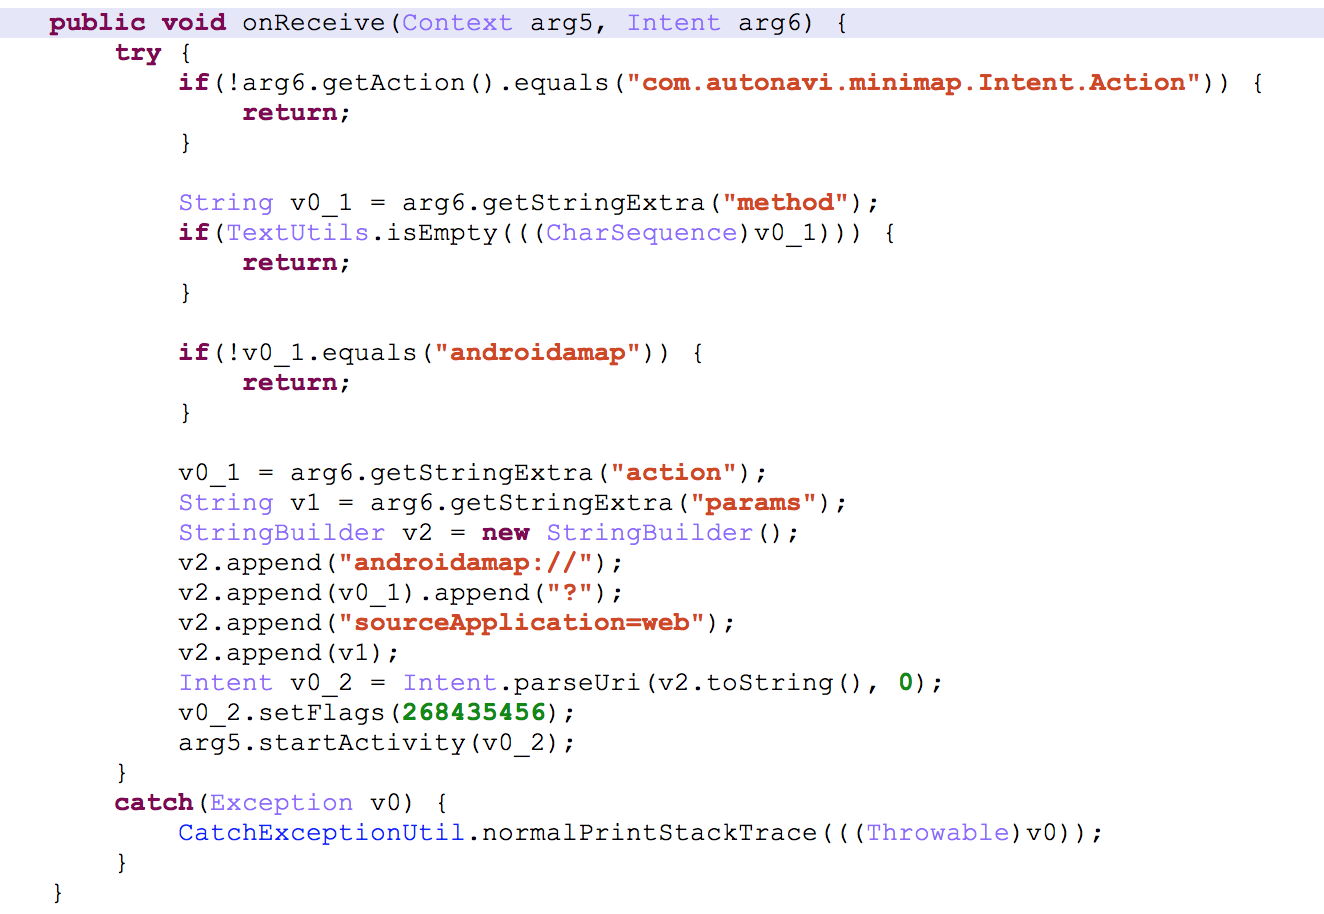 public void onReceive(Context arg5, Intent arg6) {
try {
if(!arg6.getAction().equals("com.autonavi.minimap.Intent.Action")) {
return;
}
String v0_1 = arg6.getStringExtra("method");
if(TextUtils.isEmpty(((CharSequence)v0_1))) {
return;
}
if(!v0_1.equals("androidamap")) {
return;
}
v0_1 = arg6.getStringExtra("action");
String v1 = arg6.getStringExtra("params");
StringBuilder v2 = new StringBuilder();
v2.append("androidamap://");
v2.append(v0_1).append("?");
v2.append("sourceApplication=web");
v2.append(v1);
Intent v0_2 = Intent.parseUri(v2.toString(), 0);
v0_2.setFlags(268435456);
arg5.startActivity(v0_2);
}
catch(Exception v0) {
CatchExceptionUtil.normalPrintStackTrace(((Throwable)v0));
}
}